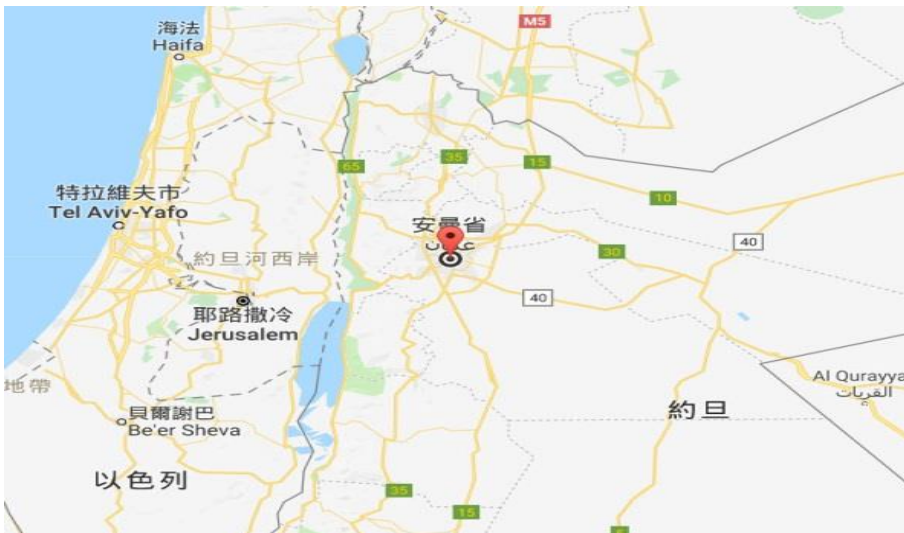 海法
Haifa
M5
65
35
15
10
特拉維夫市
Tel Aviv-Yafo
安曼省
40
30
約旦河西岸
40
耶路撒冷
Jerusalem
地帶
Al Qurayya
القريات
約旦
貝爾謝巴
Be'er Sheva
以色列
35
15